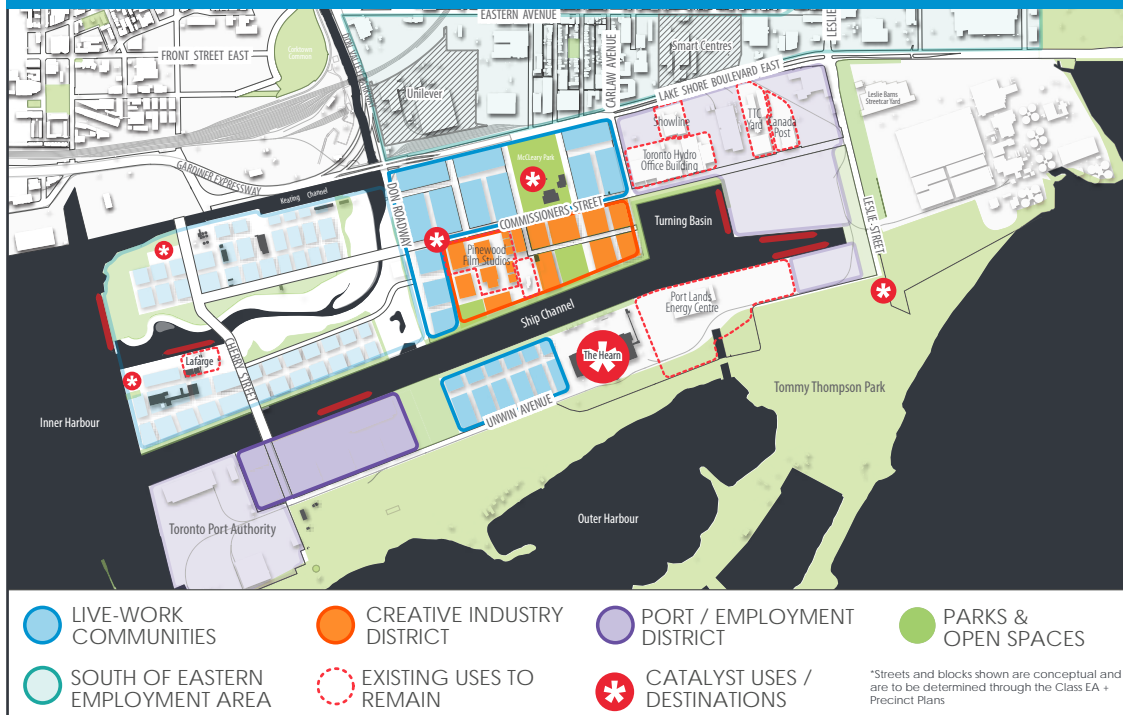 EASTERN AVENUE
FRONT STREET EAST
Corktown
Common
DON VALLEY PARKWAY
Unilever
CARLAW AVENUE
Smart Centres
LESLIE
LAKE SHORE BOULEVARD EAST
Leslie Barns
Streetcar Yard
Showline
TTC
Yard
Canada
Post
Toronto Hydro
Office Building
McCleary Park
GARDINER EXPRESSWAY
Keating Channel
DON ROADWAY
COMMISSIONERS STREET
Turning Basin
LESLIE STREET
Pinewood
Film Studios
Ship Channel
Port Lands
Energy Centre
The Hearn
Lafarge
CHERRY STREET
UNWIN AVENUE
Tommy Thompson Park
Inner Harbour
Outer Harbour
Toronto Port Authority
LIVE-WORK
COMMUNITIES
CREATIVE INDUSTRY
DISTRICT
PORT / EMPLOYMENT
DISTRICT
PARKS &
OPEN SPACES
SOUTH OF EASTERN
EMPLOYMENT AREA
EXISTING USES TO
REMAIN
CATALYST USES /
DESTINATIONS
*Streets and blocks shown are conceptual and
are to be determined through the Class EA +
Precinct Plans